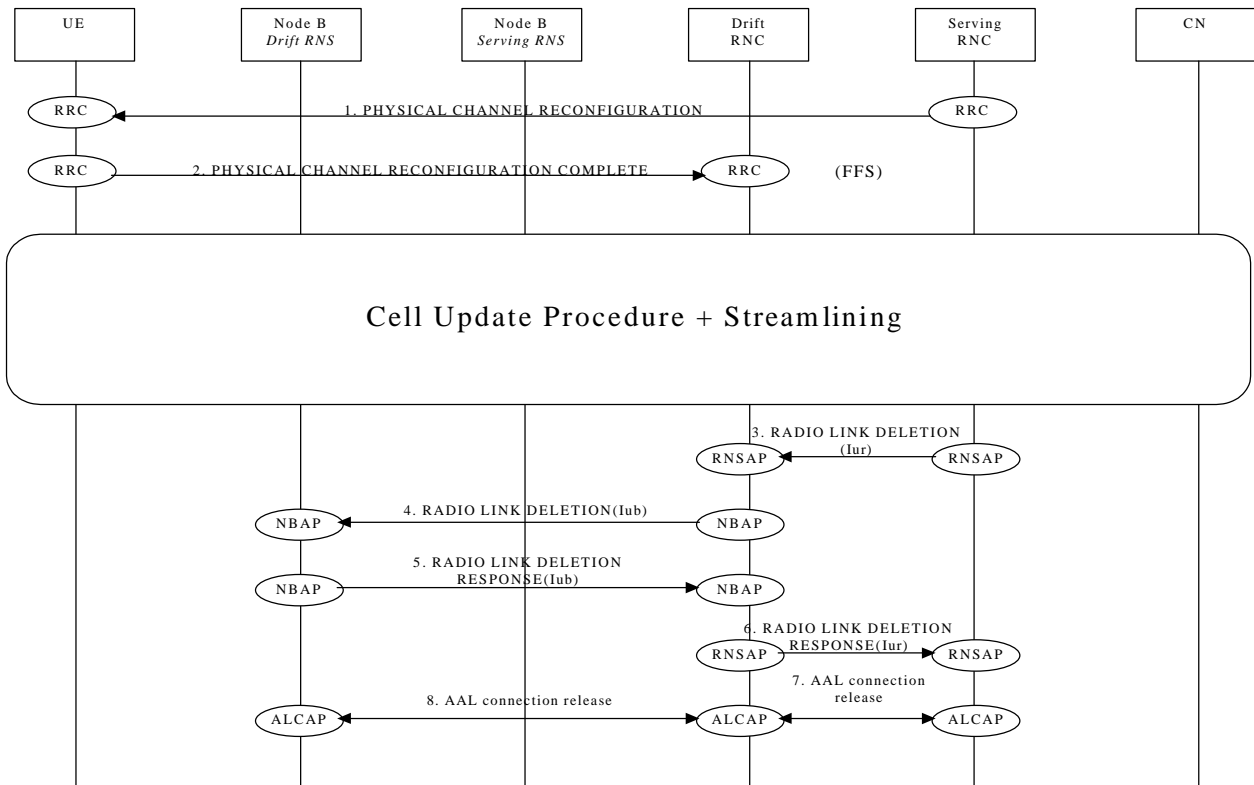 UE
Node B
Drift RNS
Node B
Serving RNS
Drift
RNC
Serving
RNC
CN
RRC
1. PHYSICAL CHANNEL RECONFIGURATION
RRC
RRC
2. PHYSICAL CHANNEL RECONFIGURATION COMPLETE
RRC
(FFS)
Cell Update Procedure + Streamlining
3. RADIO LINK DELETION
(Iur)
RNSAP
RNSAP
4. RADIO LINK DELETION(Iub)
NBAP
NBAP
5. RADIO LINK DELETION
RESPONSE(Iub)
NBAP
NBAP
6. RADIO LINK DELETION
RESPONSE(Iur)
RNSAP
RNSAP
7. AAL connection
release
8. AAL connection release
ALCAP
ALCAP
ALCAP